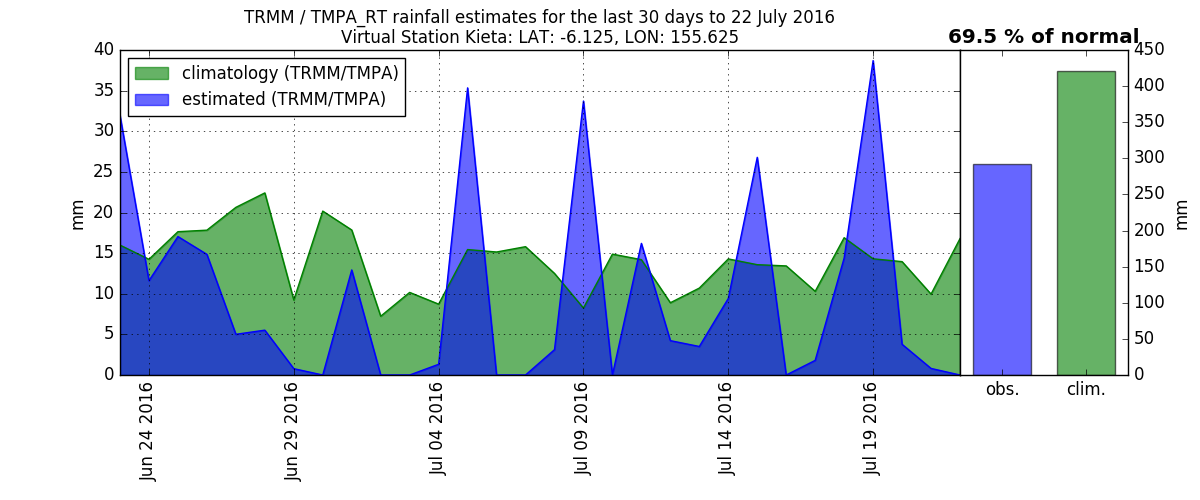 TRMM / TMPA_RT rainfall estimates for the last 30 days to 22 July 2016
Virtual Station Kieta: LAT: -6.125, LON: 155.625
69.5 % of normal
climatology (TRMM/TMPA)
estimated (TRMM/TMPA)
mm
40
35
30
25
20
15
10
5
0
Jun 24 2016
Jun 29 2016
Jul 04 2016
Jul 09 2016
Jul 14 2016
Jul 19 2016
450
400
350
300
250
200
150
100
50
0
mm
obs.
clim.